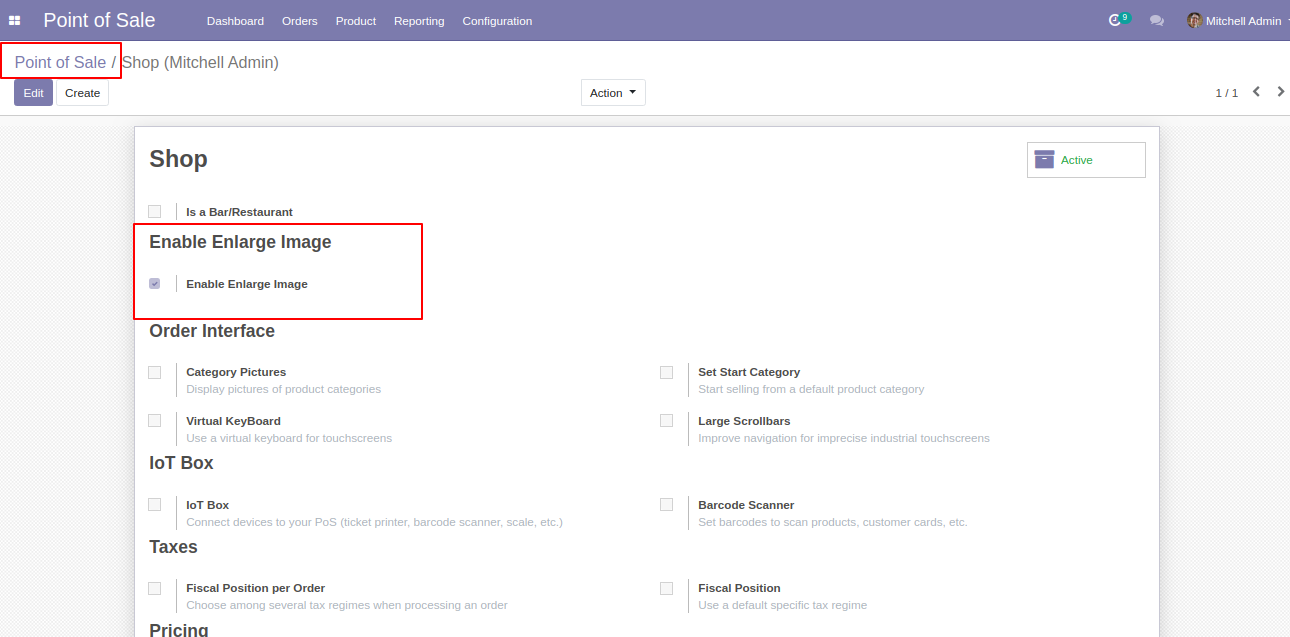 Point of Sale Dashboard Orders Product Reporting Configuration 9 Mitchell Admin
Point of Sale / Shop (Mitchell Admin)
Edit Create Action 1 / 1
Shop
Active
Is a Bar/Restaurant
Enable Enlarge Image
Enable Enlarge Image
Order Interface
Category Pictures
Display pictures of product categories
Set Start Category
Start selling from a default product category
Virtual KeyBoard
Use a virtual keyboard for touchscreens
Large Scrollbars
Improve navigation for imprecise industrial touchscreens
IoT Box
IoT Box
Connect devices to your PoS (ticket printer, barcode scanner, scale, etc.)
Barcode Scanner
Set barcodes to scan products, customer cards, etc.
Taxes
Fiscal Position per Order
Choose among several tax regimes when processing an order
Fiscal Position
Use a default specific tax regime
Pricing